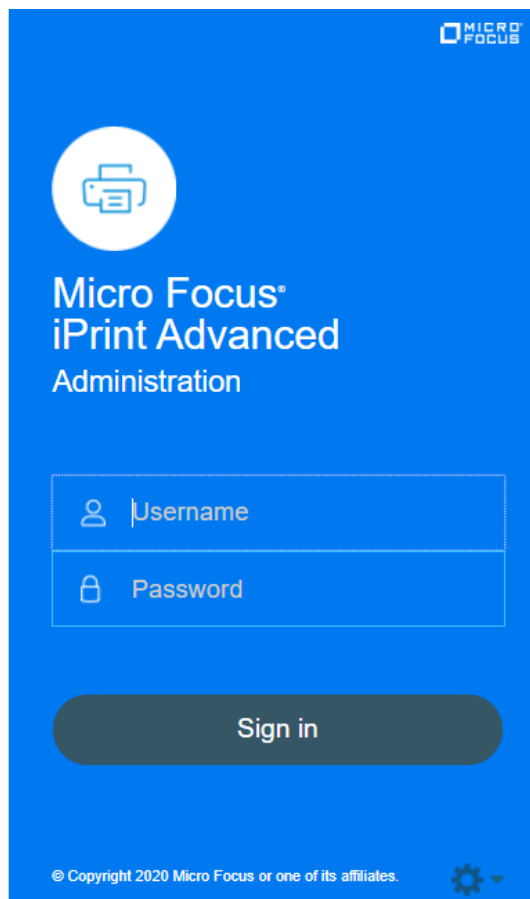 MICRO®
FOCUS
Micro Focus®
iPrint Advanced
Administration
Username
Password
Sign in
© Copyright 2020 Micro Focus or one of its affiliates.